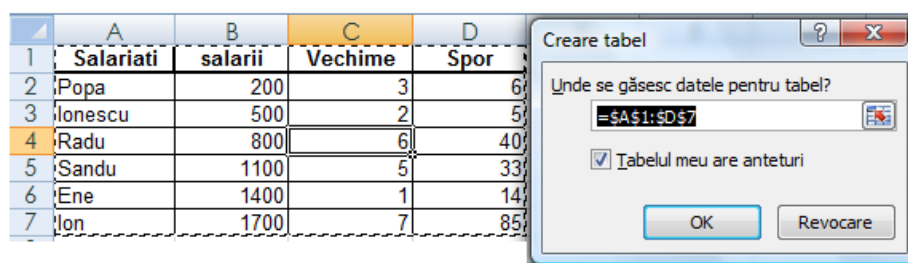 A B C D
1 Salariati salarii Vechime Spor
2 Popa 200 3 6
3 Ionescu 500 2 5
4 Radu 800 6 40
5 Sandu 1100 5 33
6 Ene 1400 1 14
7 Ion 1700 7 85
Creare tabel ? X
Unde se găsesc datele pentru tabel?
=$A$1:$D$7
Tabelul meu are anteturi
OK Revocare